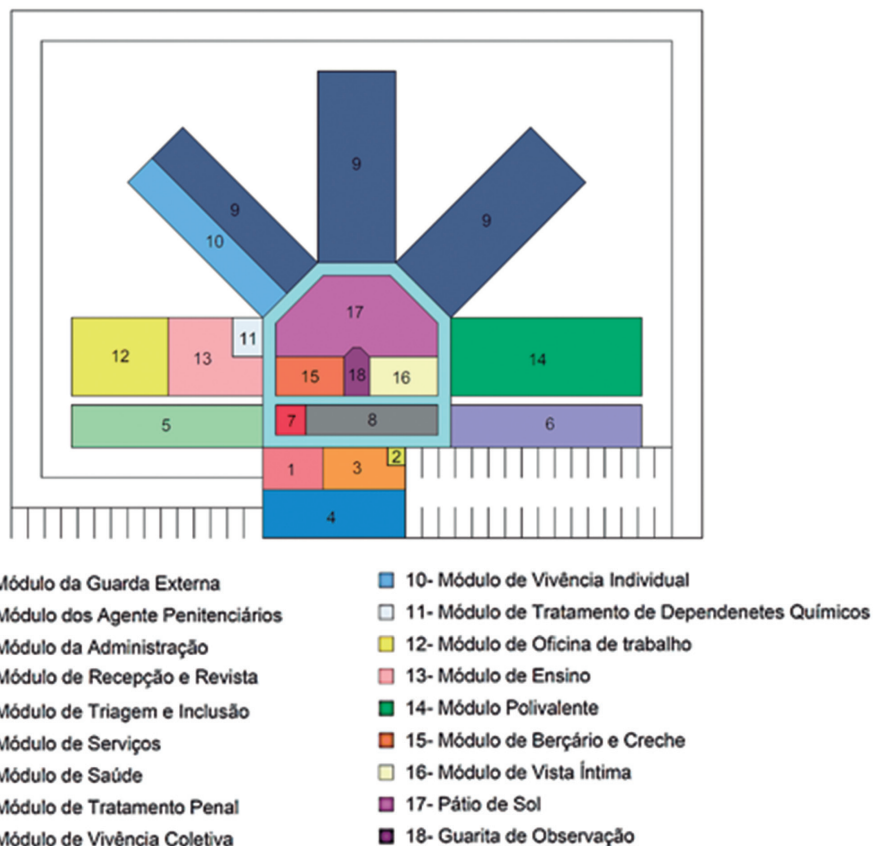 9
9
9
10
17
11
12
13
14
15
18
16
7
8
5
6
2
1
3
4
Módulo da Guarda Externa
Módulo dos Agente Penitenciários
Módulo da Administração
Módulo de Recepção e Revista
Módulo de Triagem e Inclusão
Módulo de Serviços
Módulo de Saúde
Módulo de Tratamento Penal
Módulo de Vivência Coletiva
10- Módulo de Vivência Individual
11- Módulo de Tratamento de Dependenetes Químicos
12- Módulo de Oficina de trabalho
13- Módulo de Ensino
14- Módulo Polivalente
15- Módulo de Berçário e Creche
16- Módulo de Vista Íntima
17- Pátio de Sol
18- Guarita de Observação